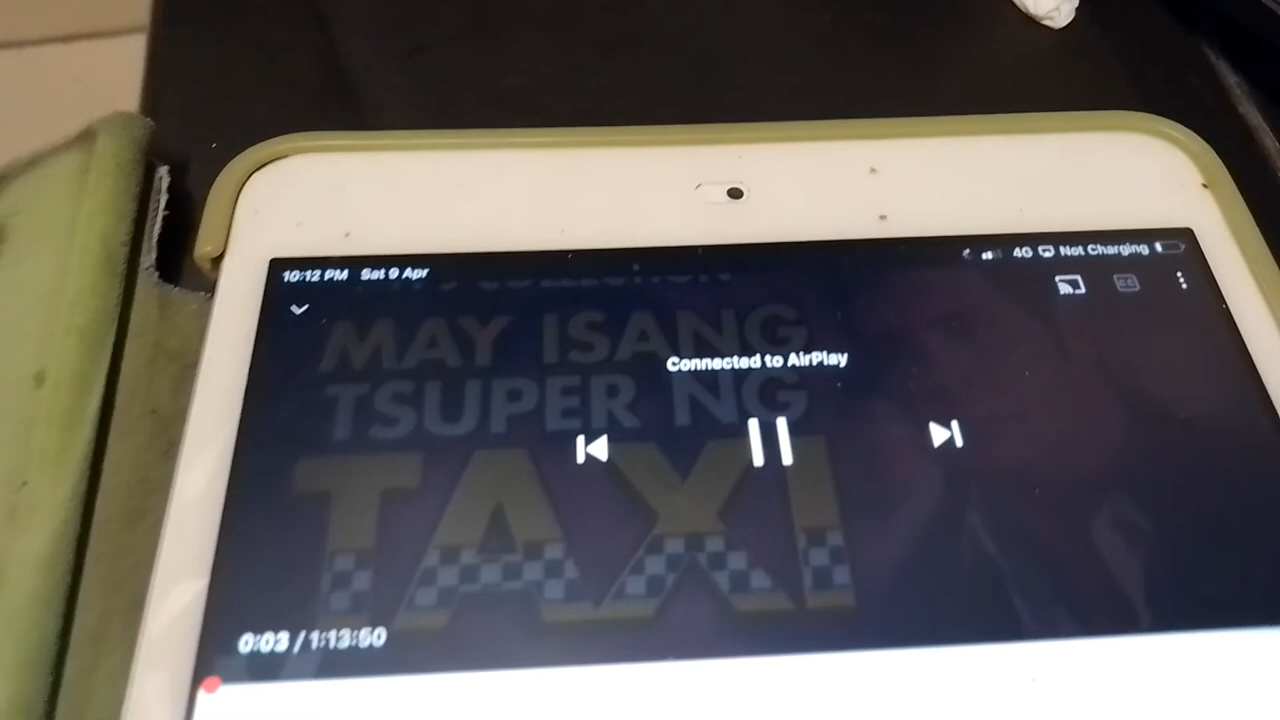 10:12 PM Sat 9 Apr
4G Not Charging
CC
MAY ISANG
Connected to AirPlay
TSUPER NG
TAXI
0:03 / 1:13:50